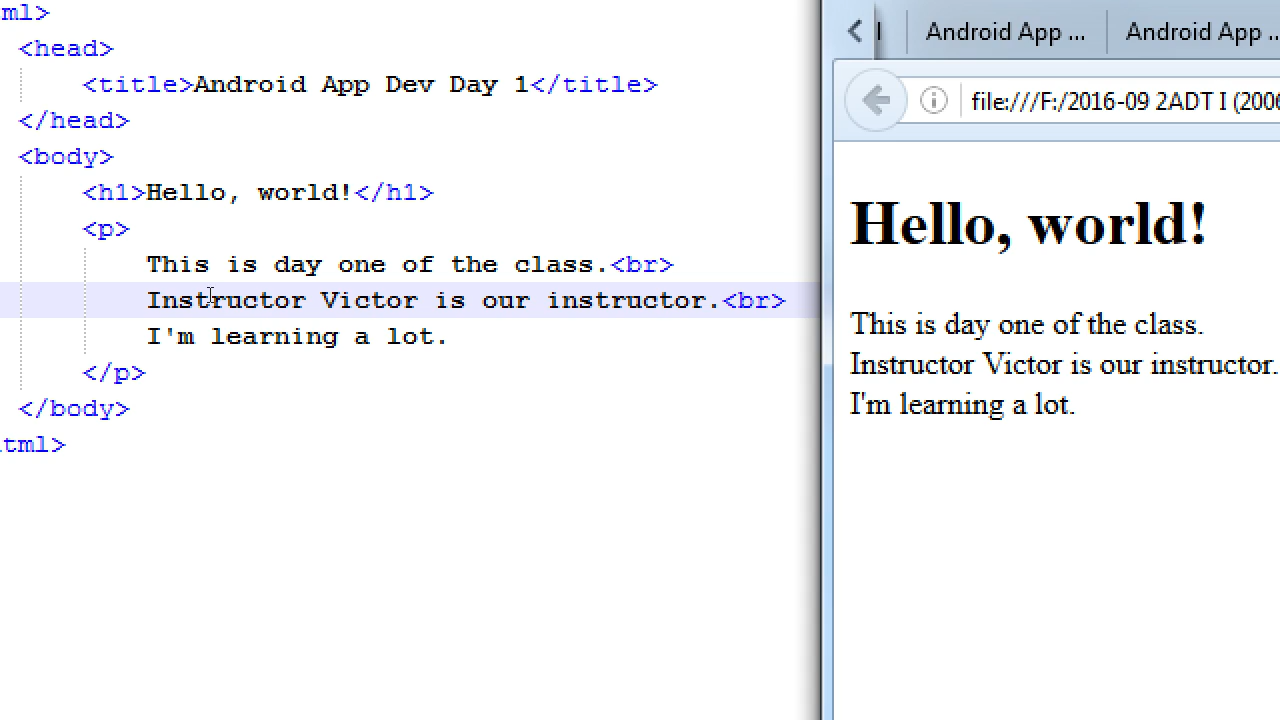 ml>
<head>
<title>Android App Dev Day 1</title>
</head>
<body>
<h1>Hello, world!</h1>
<p>
This is day one of the class.<br>
Instructor Victor is our instructor.<br>
I'm learning a lot.
</p>
</body>
tml>
Android App ...
Android App ..
file:///F:/2016-09 2ADT I (2006
Hello, world!
This is day one of the class.
Instructor Victor is our instructor.
I'm learning a lot.